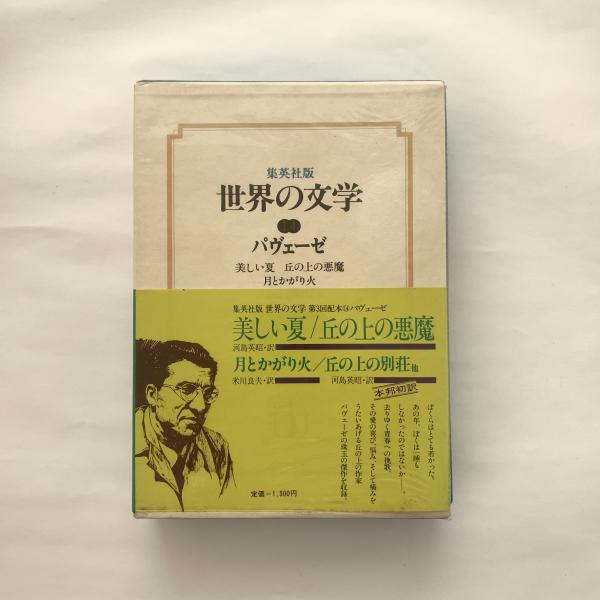 集英社版
世界の文学
14
パヴェーゼ
美しい夏　丘の上の悪魔
月とかがり火
集英社版 世界の文学 第3回配本⑭パヴェーゼ
美しい夏/丘の上の悪魔
河島英昭・訳
月とかがり火/丘の上の別荘他
米川良夫・訳　河島英昭・訳
本邦初訳
ぼくらはとても若かった。
あの年、ぼくは一睡も
しなかったのではないか——
去りゆく青春への挽歌。
その愛の喜び、悩み、そして痛みを
うたいあげる丘の上の作家
パヴェーゼの珠玉の傑作を収録。
定価＝1,300円